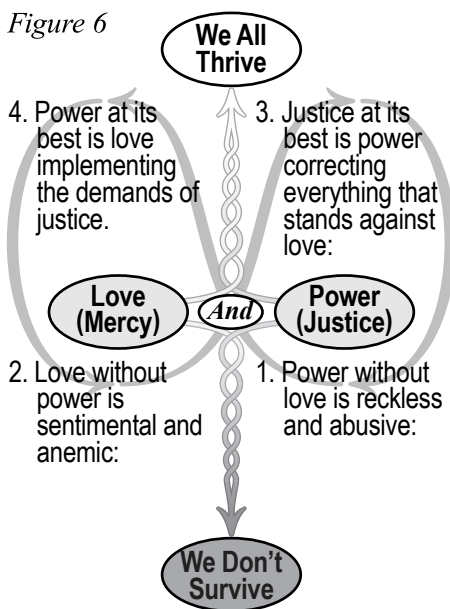 Figure 6
We All
Thrive
4. Power at its
best is love
implementing
the demands of
justice.
3. Justice at its
best is power
correcting
everything that
stands against
love:
Love
(Mercy)
And
Power
(Justice)
2. Love without
power is
sentimental and
anemic:
1. Power without
love is reckless
and abusive:
We Don't
Survive